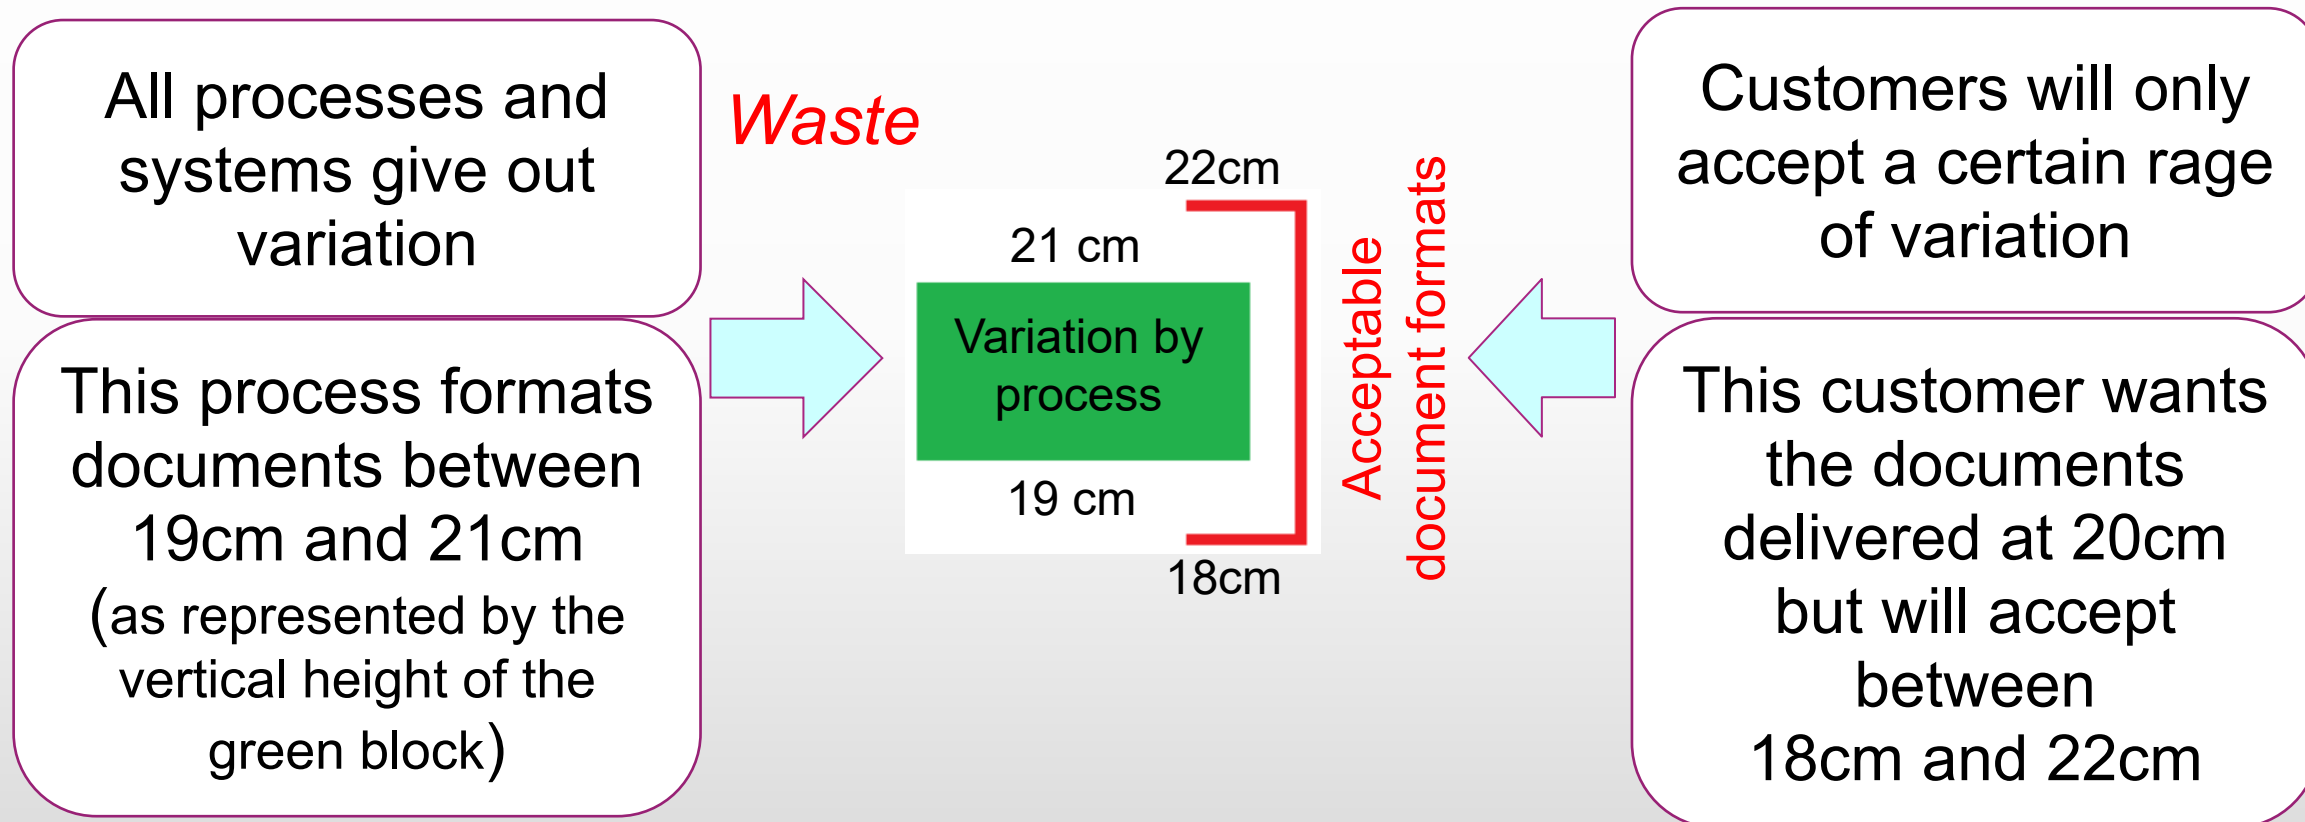 All processes and
systems give out
variation
This process formats
documents between
19cm and 21cm
(as represented by the
vertical height of the
green block)
Waste
22cm
21 cm
Variation by
process
19 cm
18cm
Acceptable
document formats
Customers will only
accept a certain rage
of variation
This customer wants
the documents
delivered at 20cm
but will accept
between
18cm and 22cm